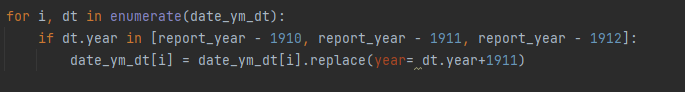 for i, dt in enumerate(date_ym_dt):
    if dt.year in [report_year - 1910, report_year - 1911, report_year - 1912]:
        date_ym_dt[i] = date_ym_dt[i].replace(year= dt.year+1911)